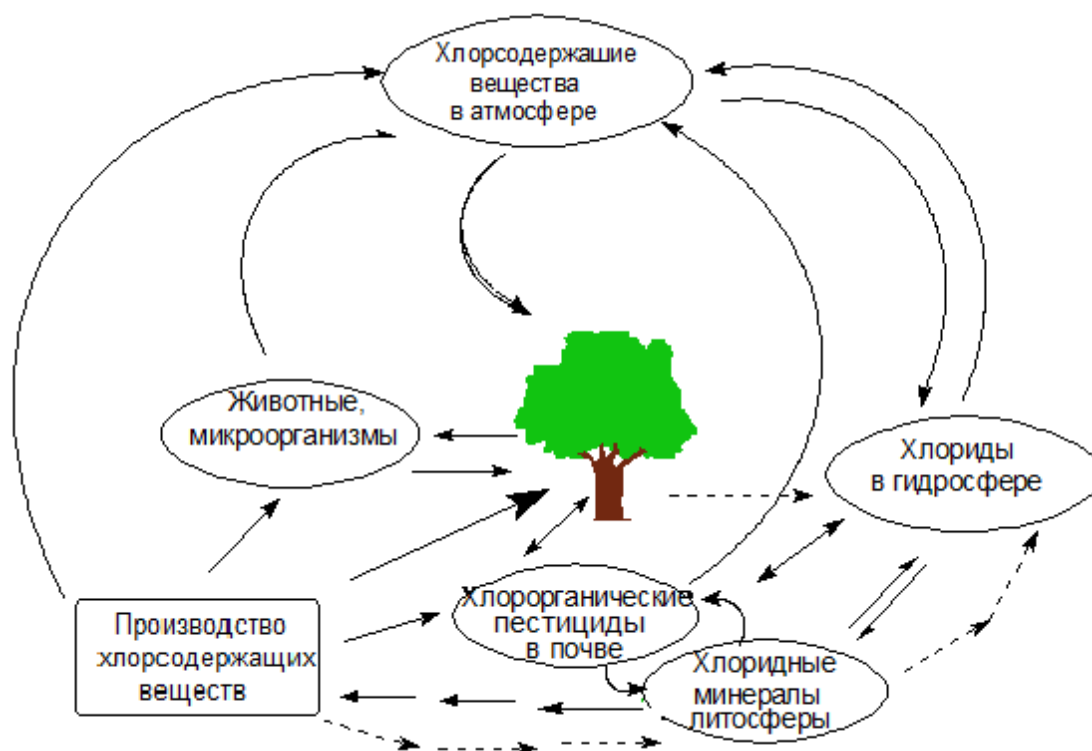 Хлорсодержашие
вещества
в атмосфере
Животные,
микроорганизмы
Хлориды
в гидросфере
Хлорорганические
пестициды
в почве
Производство
хлорсодержащих
веществ
Хлоридные
минералы
литосферы